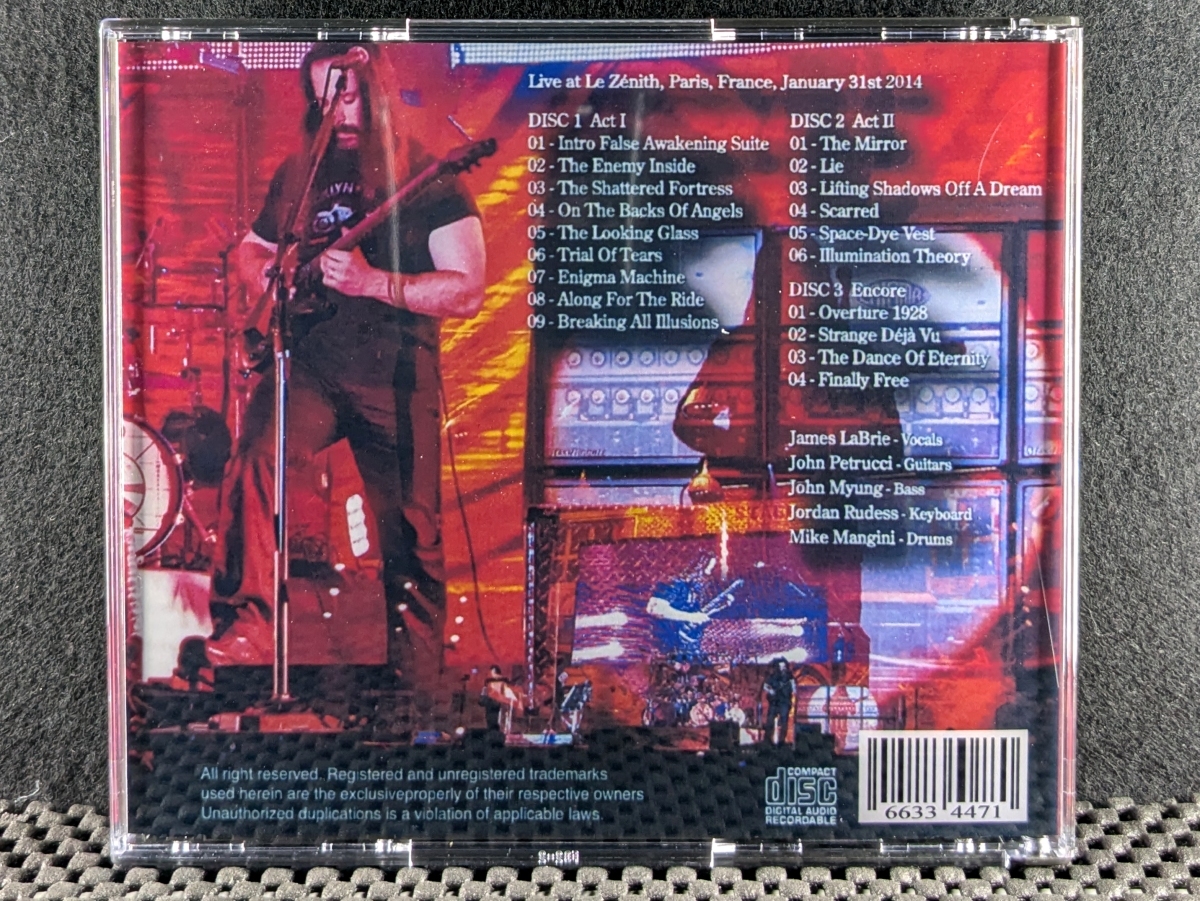 Live at Le Zénith, Paris, France, January 31st 2014
DISC 1 Act I
01 - Intro False Awakening Suite
02 - The Enemy Inside
03 - The Shattered Fortress
04 - On The Backs Of Angels
05 - The Looking Glass
06 - Trial Of Tears
07 - Enigma Machine
08 - Along For The Ride
09 - Breaking All Illusions
DISC 2 Act II
01 - The Mirror
02 - Lie
03 - Lifting Shadows Off A Dream
04 - Scarred
05 - Space-Dye Vest
06 - Illumination Theory
DISC 3 Encore
01 - Overture 1928
02 - Strange Déjà Vu
03 - The Dance Of Eternity
04 - Finally Free
James LaBrie - Vocals
John Petrucci - Guitars
John Myung - Bass
Jordan Rudess - Keyboard
Mike Mangini - Drums
All right reserved. Registered and unregistered trademarks
used herein are the exclusiveproperly of their respective owners
Unauthorized duplications is a violation of applicable laws.
COMPACT
disc
DIGITAL AUDIO
RECORDABLE
6633 4471